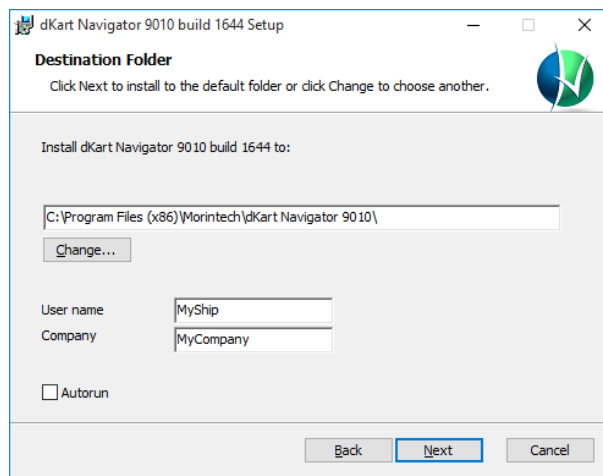 dKart Navigator 9010 build 1644 Setup
Destination Folder
Click Next to install to the default folder or click Change to choose another.
Install dKart Navigator 9010 build 1644 to:
C:\Program Files (x86)\Morintech\dKart Navigator 9010\
Change...
User name MyShip
Company MyCompany
Autorun
Back Next Cancel